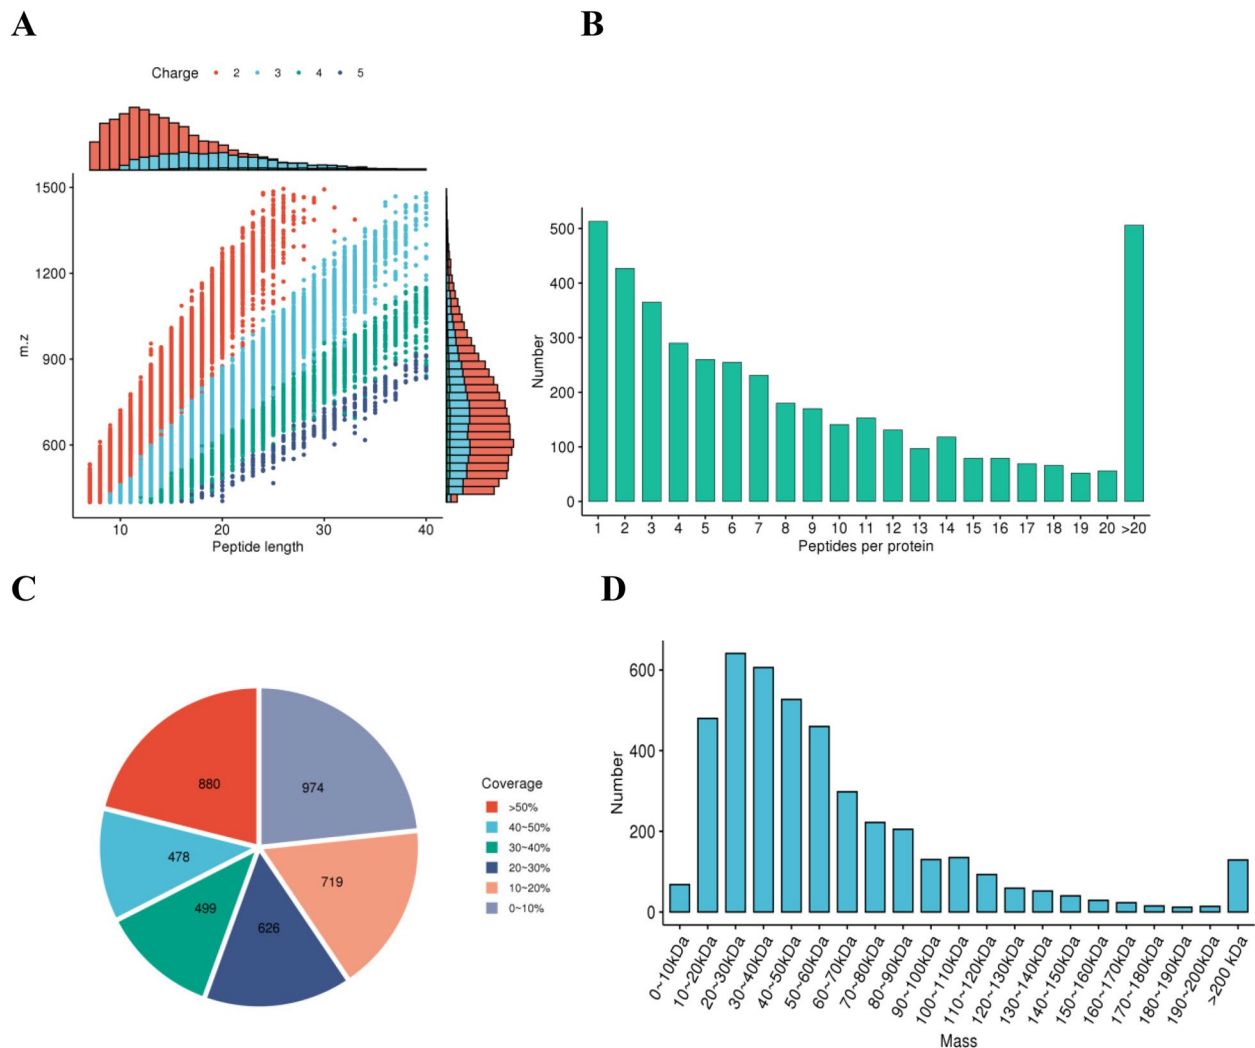 A
B
Charge 2 3 4 5
1500
1200
900
600
m.z
10 20 30 40
Peptide length
500
400
300
200
100
0
Number
1 2 3 4 5 6 7 8 9 10 11 12 13 14 15 16 17 18 19 20 >20
Peptides per protein
C
D
880
974
478
719
499
626
Coverage
>50%
40~50%
30~40%
20~30%
10~20%
0~10%
600
400
200
0
Number
0~10kDa
10~20kDa
20~30kDa
30~40kDa
40~50kDa
50~60kDa
60~70kDa
70~80kDa
80~90kDa
90~100kDa
100~110kDa
110~120kDa
120~130kDa
130~140kDa
140~150kDa
150~160kDa
160~170kDa
170~180kDa
180~190kDa
190~200kDa
>200 kDa
Mass